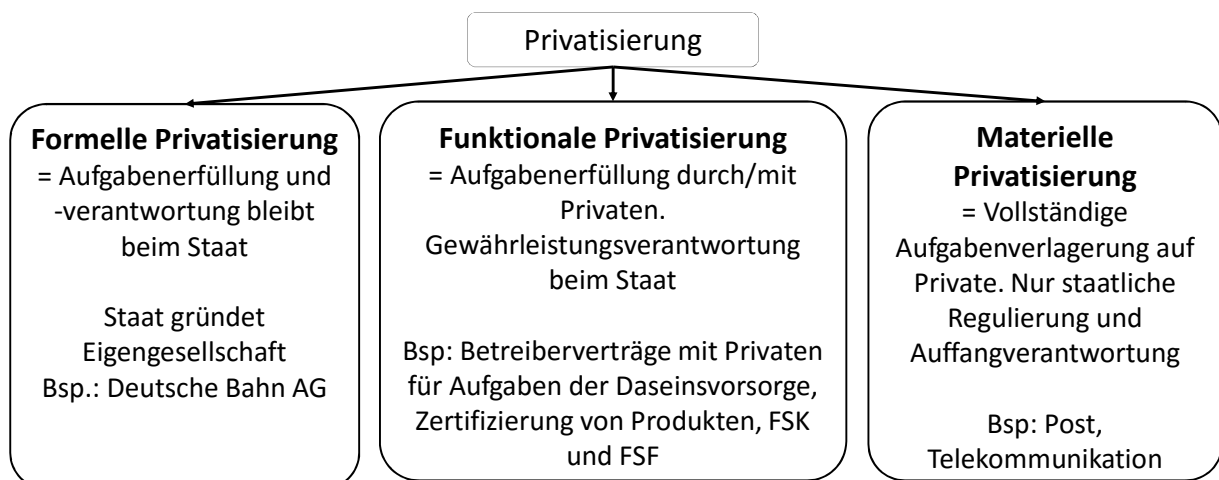 Privatisierung
Formelle Privatisierung
= Aufgabenerfüllung und
-verantwortung bleibt
beim Staat
Staat gründet
Eigengesellschaft
Bsp.: Deutsche Bahn AG
Funktionale Privatisierung
= Aufgabenerfüllung durch/mit
Privaten.
Gewährleistungsverantwortung
beim Staat
Bsp: Betreiberverträge mit Privaten
für Aufgaben der Daseinsvorsorge,
Zertifizierung von Produkten, FSK
und FSF
Materielle
Privatisierung
= Vollständige
Aufgabenverlagerung auf
Private. Nur staatliche
Regulierung und
Auffangverantwortung
Bsp: Post,
Telekommunikation